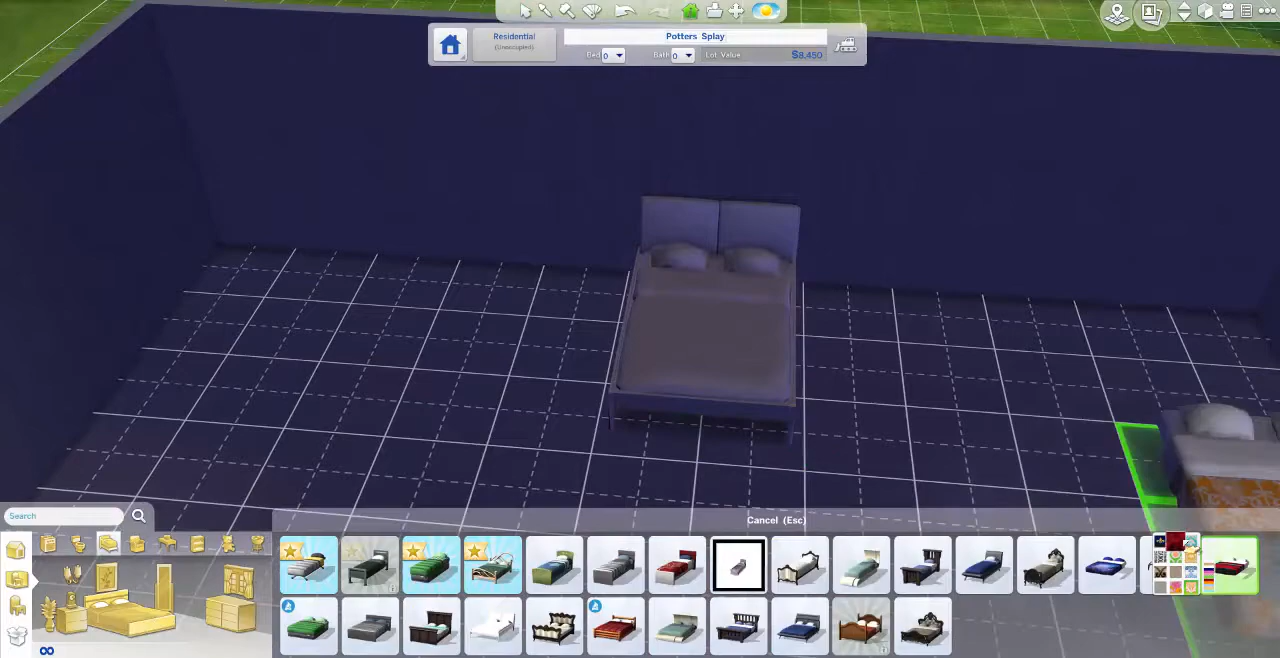 Residential
(Unoccupied)
Potters Splay
Bed 0
Bath 0
Lot Value
§8,450
Search
Cancel (Esc)
∞